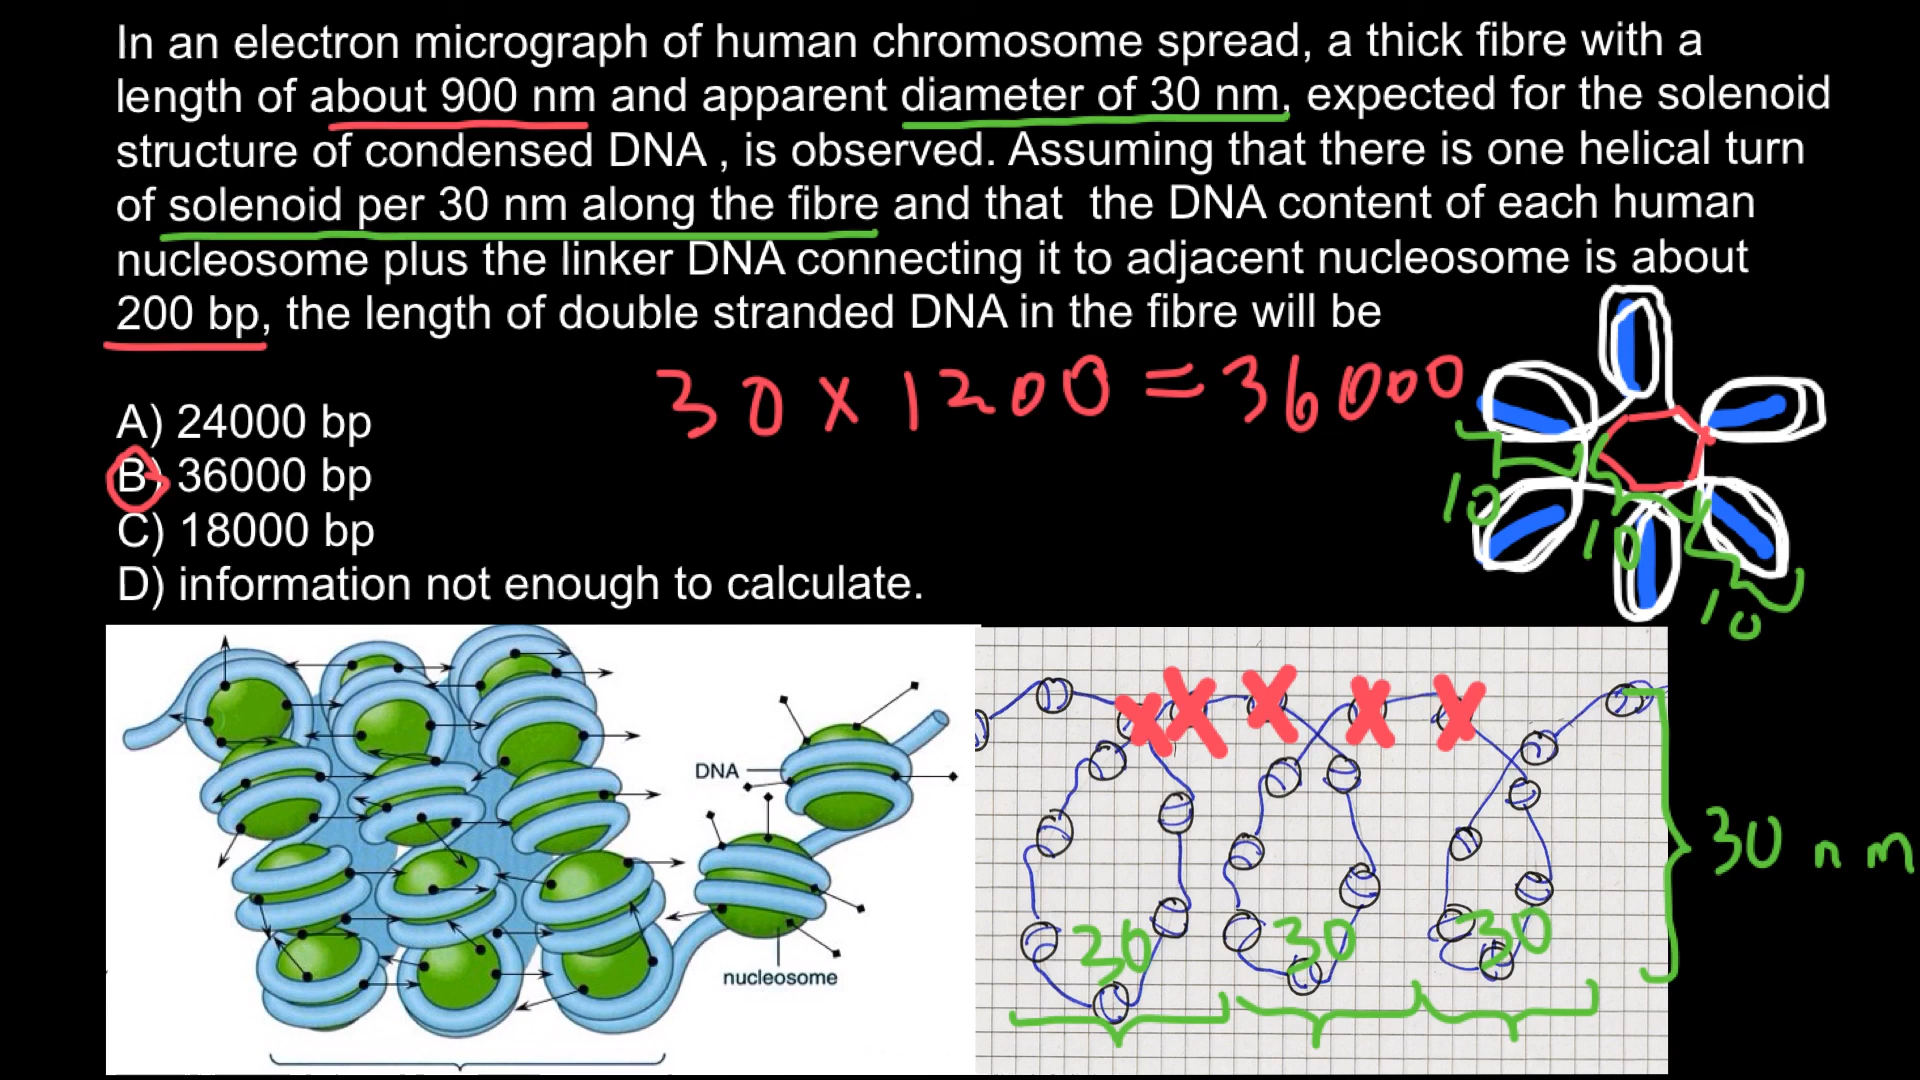 In an electron micrograph of human chromosome spread, a thick fibre with a
length of about 900 nm and apparent diameter of 30 nm, expected for the solenoid
structure of condensed DNA , is observed. Assuming that there is one helical turn
of solenoid per 30 nm along the fibre and that the DNA content of each human
nucleosome plus the linker DNA connecting it to adjacent nucleosome is about
200 bp, the length of double stranded DNA in the fibre will be
30 x 1200 = 36000
A) 24000 bp
B) 36000 bp
C) 18000 bp
D) information not enough to calculate.
10
10
10
DNA
nucleosome
30
30
30
30 nm